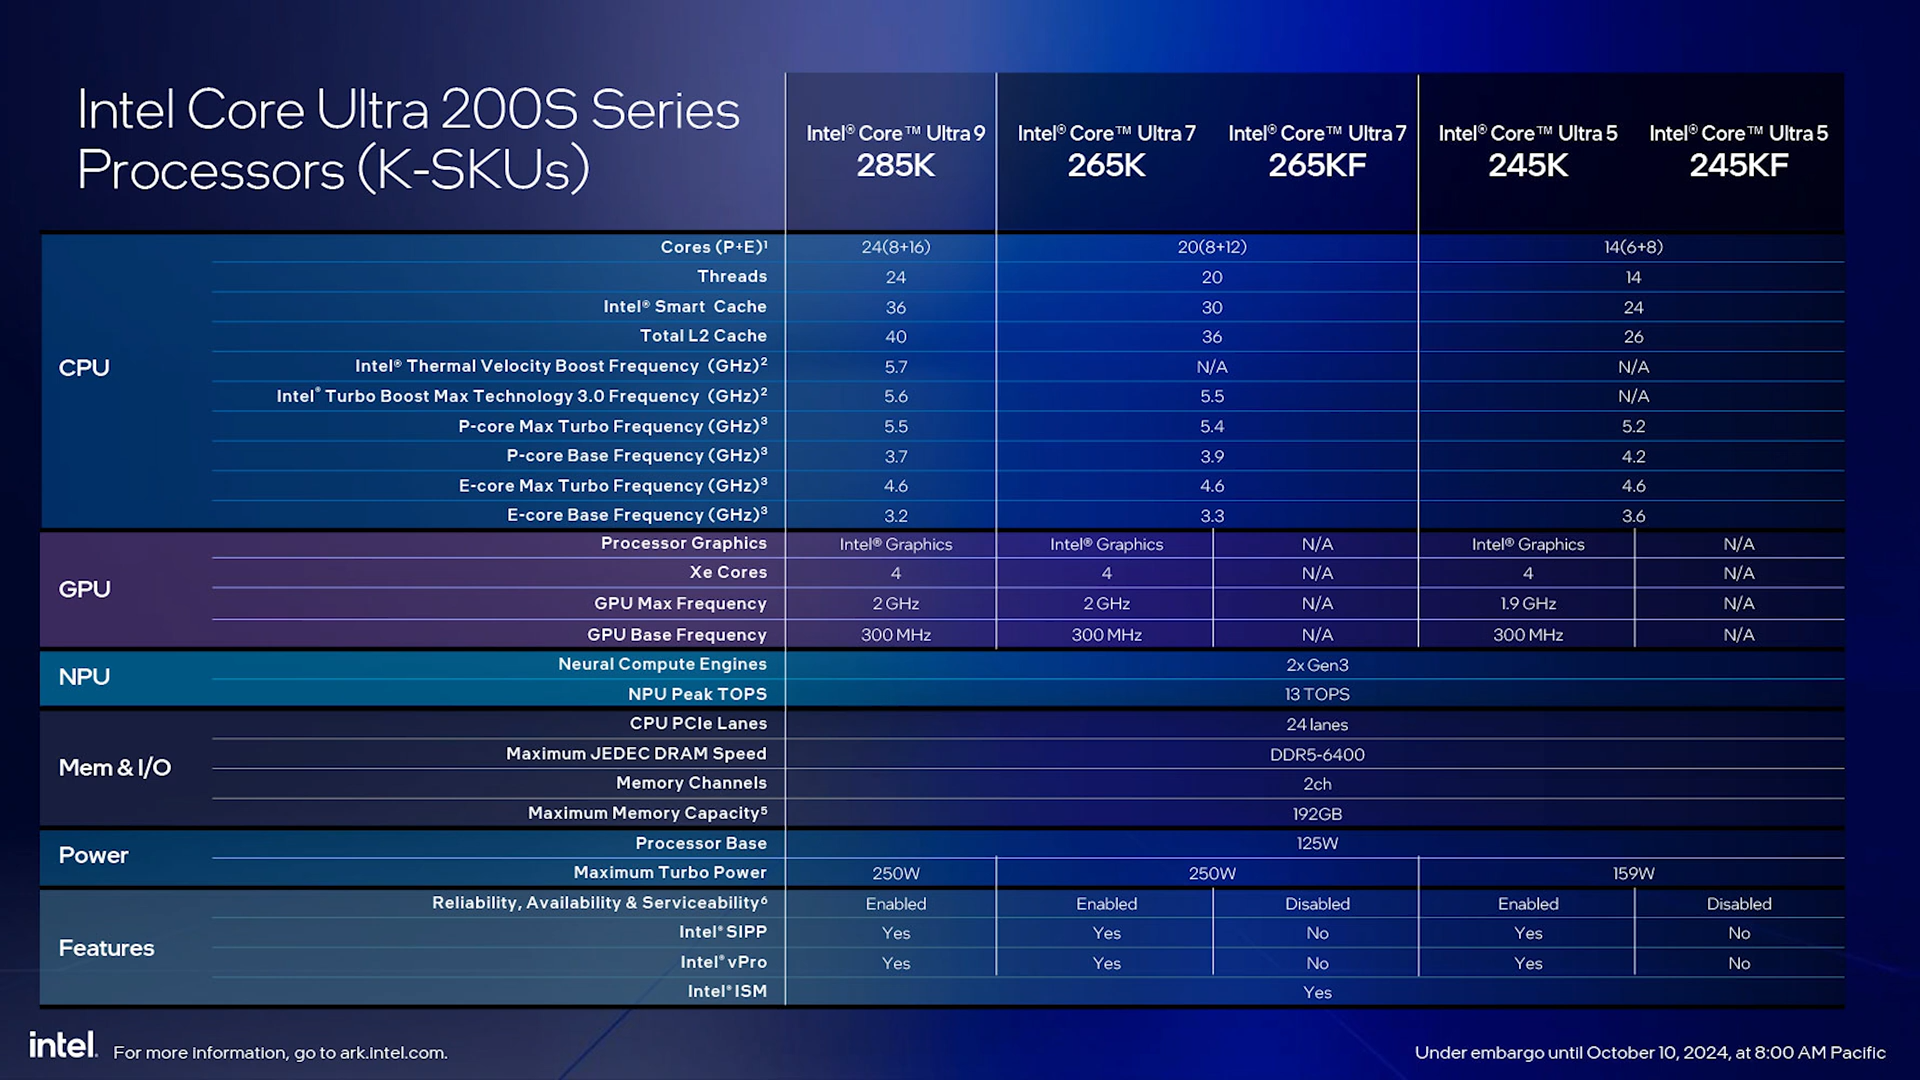 Intel Core Ultra 200S Series
Processors (K-SKUs)
Intel® Core™ Ultra 9 Intel® Core™ Ultra 7 Intel® Core™ Ultra 7 Intel® Core™ Ultra 5 Intel® Core™ Ultra 5
285K 265K 265KF 245K 245KF
CPU
Cores (P+E)¹ 24(8+16) 20(8+12) 14(6+8)
Threads 24 20 14
Intel® Smart Cache 36 30 24
Total L2 Cache 40 36 26
Intel® Thermal Velocity Boost Frequency (GHz)² 5.7 N/A N/A
Intel® Turbo Boost Max Technology 3.0 Frequency (GHz)² 5.6 5.5 N/A
P-core Max Turbo Frequency (GHz)³ 5.5 5.4 5.2
P-core Base Frequency (GHz)³ 3.7 3.9 4.2
E-core Max Turbo Frequency (GHz)³ 4.6 4.6 4.6
E-core Base Frequency (GHz)³ 3.2 3.3 3.6
GPU
Processor Graphics Intel® Graphics Intel® Graphics N/A Intel® Graphics N/A
Xe Cores 4 4 N/A 4 N/A
GPU Max Frequency 2 GHz 2 GHz N/A 1.9 GHz N/A
GPU Base Frequency 300 MHz 300 MHz N/A 300 MHz N/A
NPU
Neural Compute Engines 2x Gen3
NPU Peak TOPS 13 TOPS
Mem & I/O
CPU PCIe Lanes 24 lanes
Maximum JEDEC DRAM Speed DDR5-6400
Memory Channels 2ch
Maximum Memory Capacity⁵ 192GB
Power
Processor Base 125W
Maximum Turbo Power 250W 250W 159W
Features
Reliability, Availability & Serviceability⁶ Enabled Enabled Disabled Enabled Disabled
Intel® SIPP Yes Yes No Yes No
Intel® vPro Yes Yes No Yes No
Intel® ISM Yes
intel. For more information, go to ark.intel.com.
Under embargo until October 10, 2024, at 8:00 AM Pacific